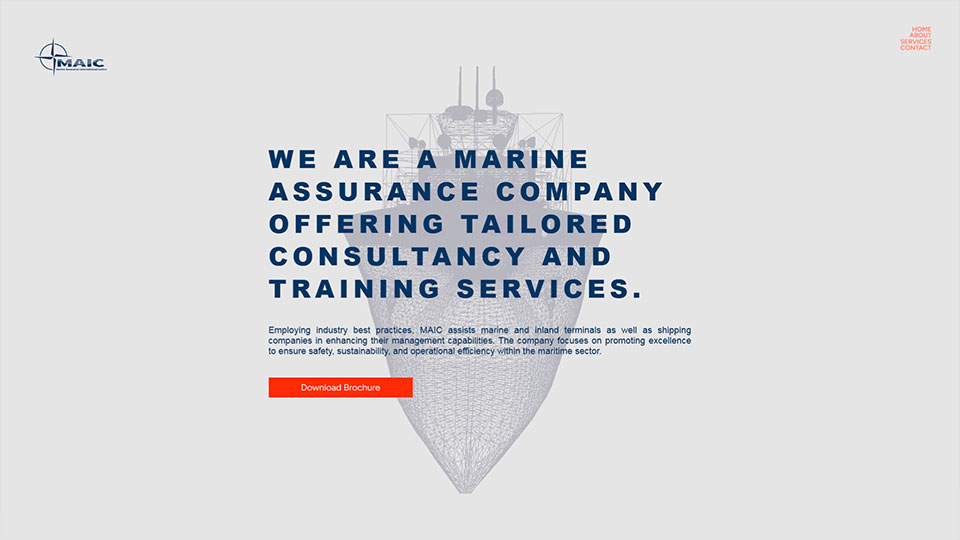 MAIC
HOME
ABOUT
SERVICES
CONTACT
WE ARE A MARINE
ASSURANCE COMPANY
OFFERING TAILORED
CONSULTANCY AND
TRAINING SERVICES.
Employing industry best practices, MAIC assists marine and inland terminals as well as shipping
companies in enhancing their management capabilities. The company focuses on promoting excellence
to ensure safety, sustainability, and operational efficiency within the maritime sector.
Download Brochure